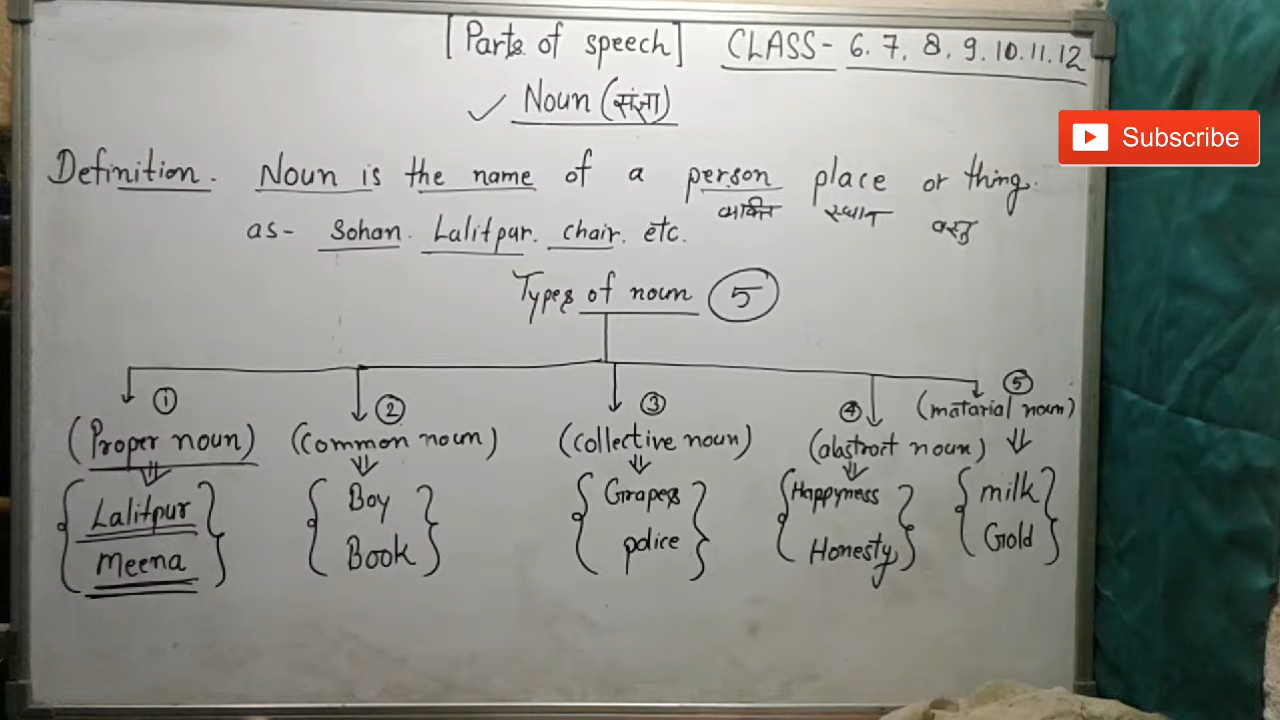 [Parts of speech] CLASS- 6. 7. 8. 9. 10. 11. 12
✓ Noun (संज्ञा)
Subscribe
Definition. Noun is the name of a person place or thing.
व्यक्ति स्थान वस्तु
as- Sohan. Lalitpur. chair. etc.
Types of noun 5
1 2 3 4 5
(Proper noun) (common noun) (collective noun) (abstract noun) (matarial noun)
Lalitpur Boy Grapes Happyness milk
Meena Book police Honesty Gold